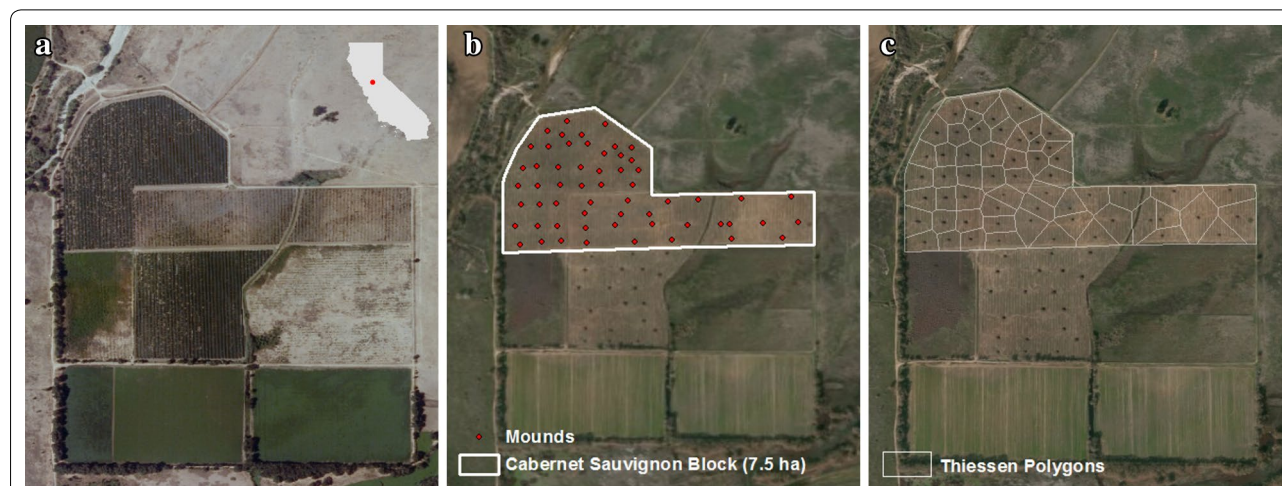 a
b
c
Mounds
Cabernet Sauvignon Block (7.5 ha)
Thiessen Polygons